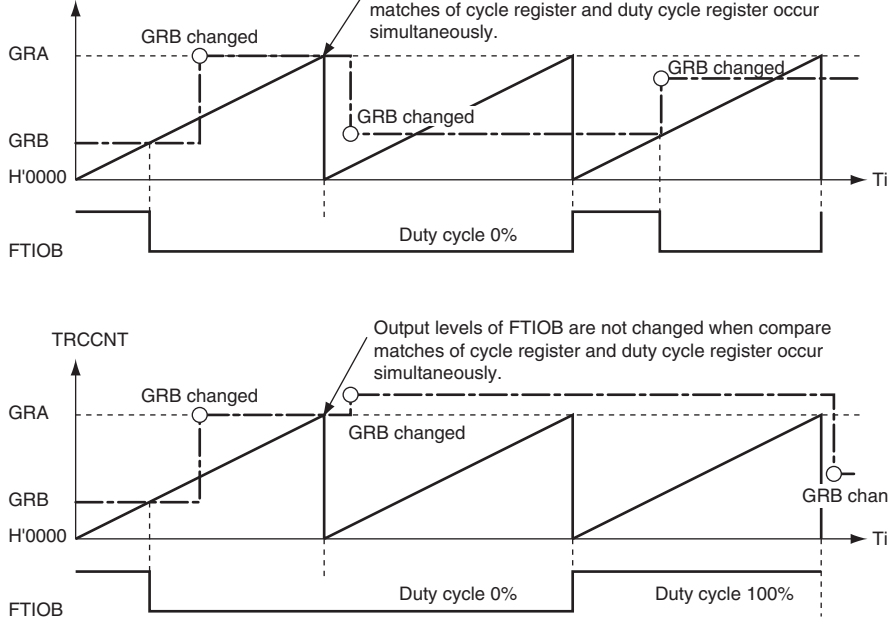 matches of cycle register and duty cycle register occur
simultaneously.
GRB changed
GRA
GRB changed
GRB changed
GRB
H'0000
Ti
Duty cycle 0%
FTIOB
TRCCNT
Output levels of FTIOB are not changed when compare
matches of cycle register and duty cycle register occur
simultaneously.
GRB changed
GRA
GRB changed
GRB
GRB chan
H'0000
Ti
Duty cycle 0%
Duty cycle 100%
FTIOB